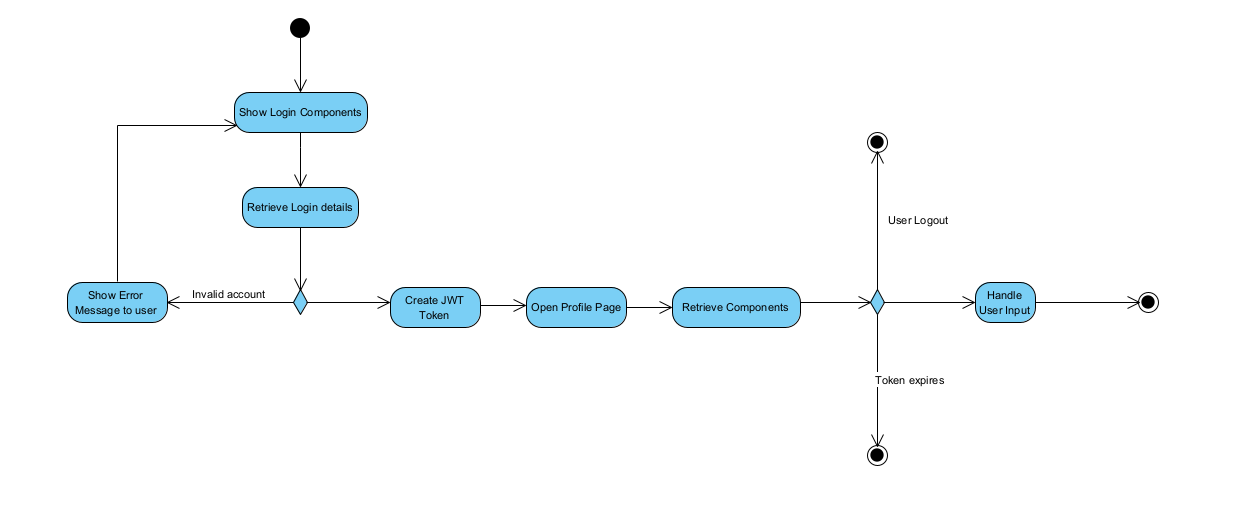 Show Login Components
Retrieve Login details
User Logout
Show Error
Message to user
Invalid account
Create JWT
Token
Open Profile Page
Retrieve Components
Handle
User Input
Token expires